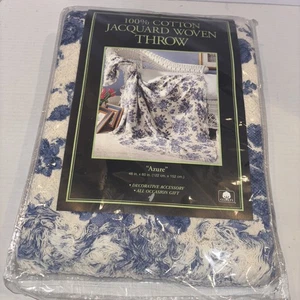 100% COTTON
JACQUARD WOVEN
THROW
"Azure"
• DECORATIVE ACCESSORY
• ALL OCCASION GIFT